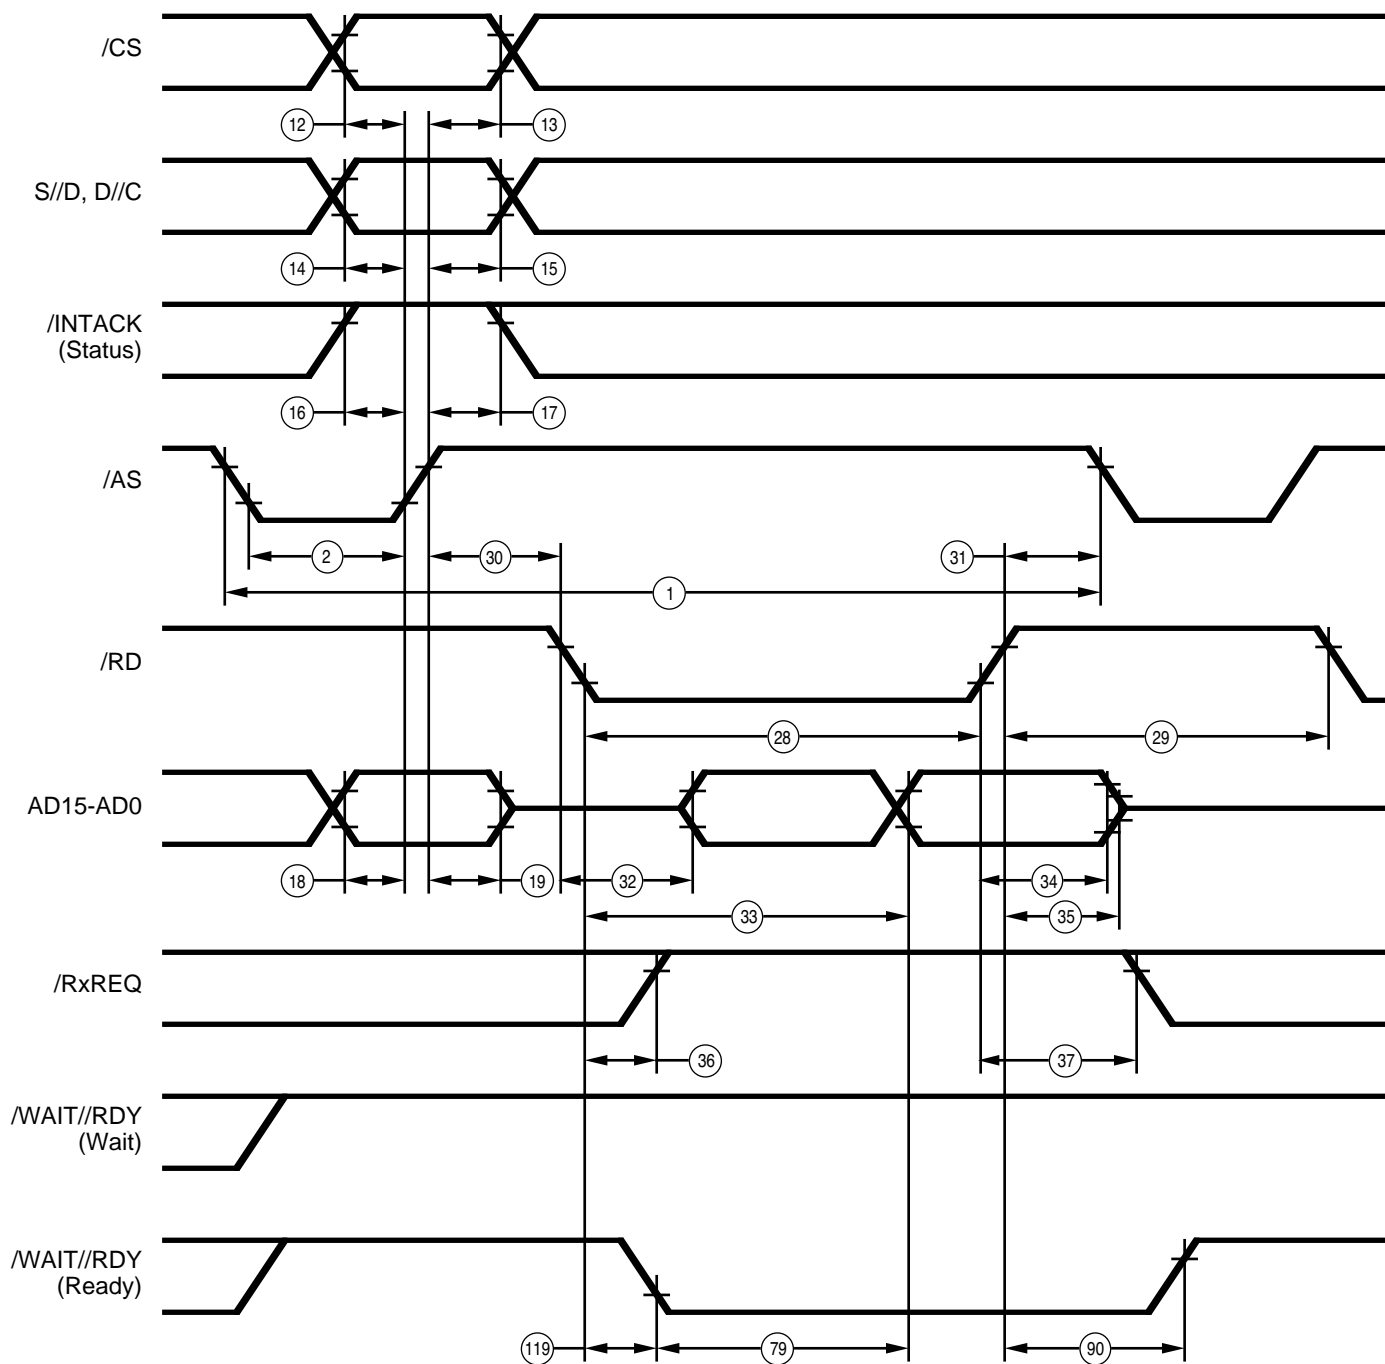 /CS
12
13
S//D, D//C
14
15
/INTACK
(Status)
16
17
/AS
2
30
31
1
/RD
28
29
AD15-AD0
18
19
32
34
33
35
/RxREQ
36
37
/WAIT//RDY
(Wait)
/WAIT//RDY
(Ready)
119
79
90